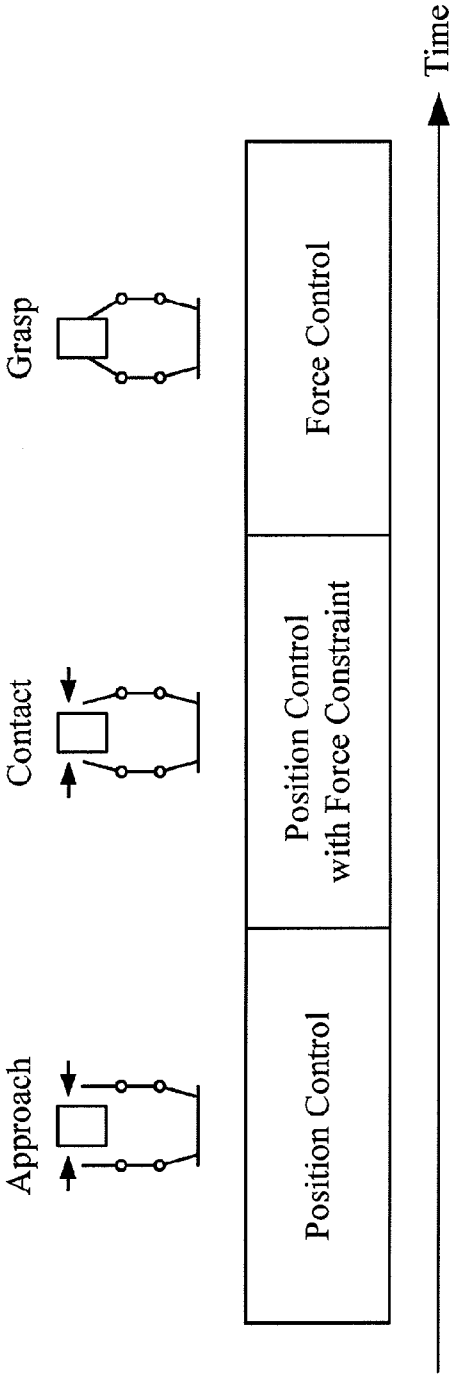 Approach
Contact
Grasp
Position Control
Position Control
with Force Constraint
Force Control
Time